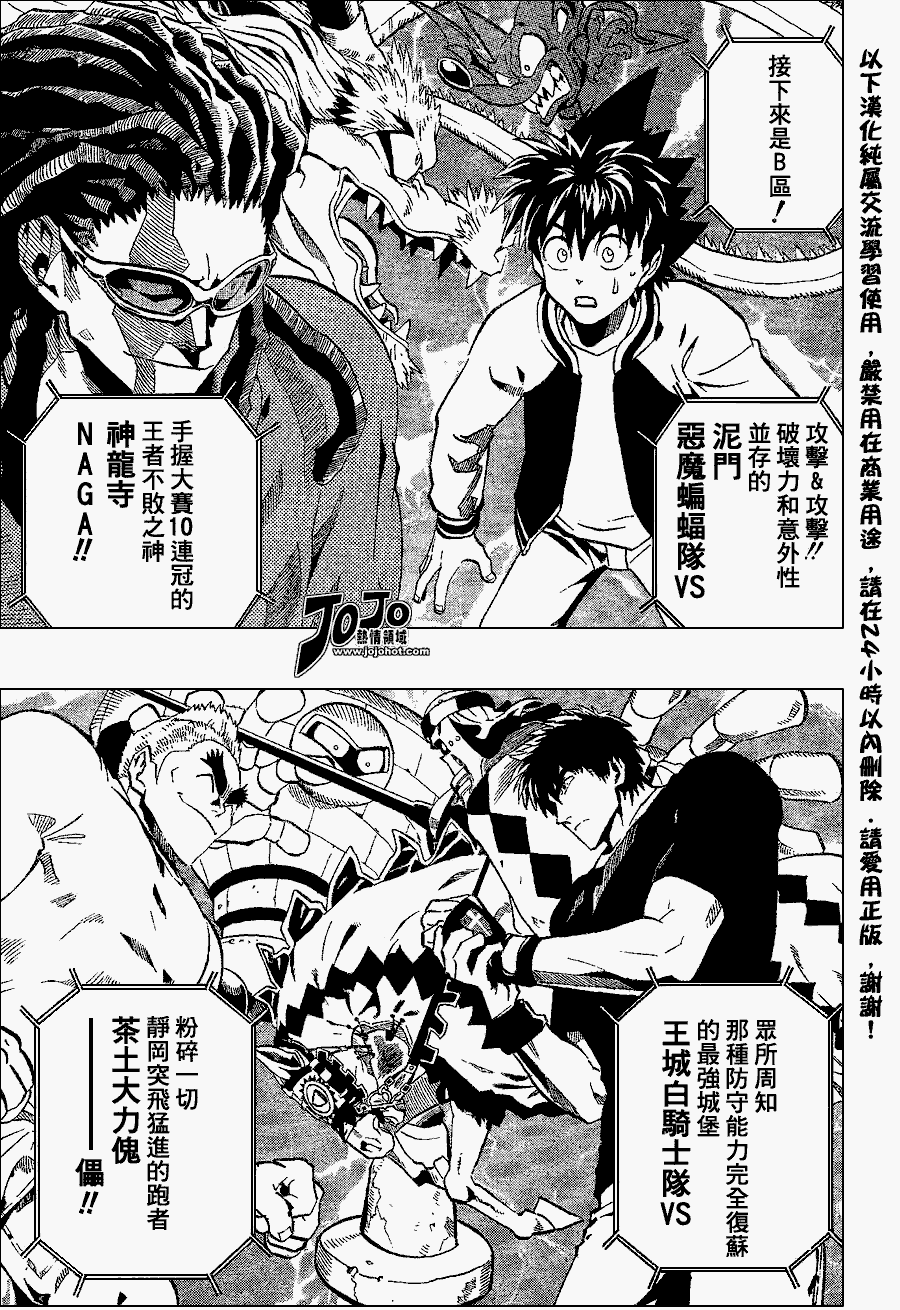 接下來是B區！
攻擊&攻擊!!
破壞力和意外性
並存的
泥門
惡魔蝙蝠隊VS
手握大賽10連冠的
王者不敗之神
神龍寺
NAGA!!
JOJO
熱情領域
www.jojohot.com
眾所周知
那種防守能力完全復蘇
的最強城堡
王城白騎士隊VS
粉碎一切
靜岡突飛猛進的跑者
茶土大力傀
——儡!!
以下漢化純屬交流學習使用，嚴禁用在商業用途，請在24小時以內刪除．請愛用正版，謝謝！